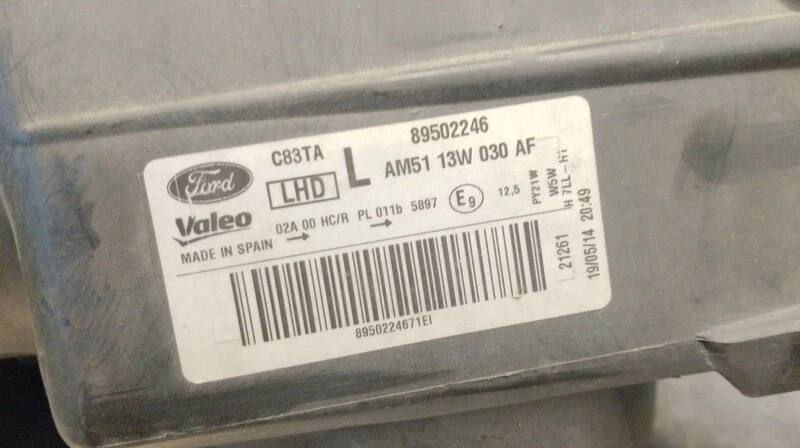 Ford C83TA 89502246
LHD L AM51 13W 030 AF
Valeo 02A 00 HC/R PL 011b 5897 E9 12,5
MADE IN SPAIN
PY21W
W5W
H 7LL-H1
21261
19/05/14 20:49
8950224671EI